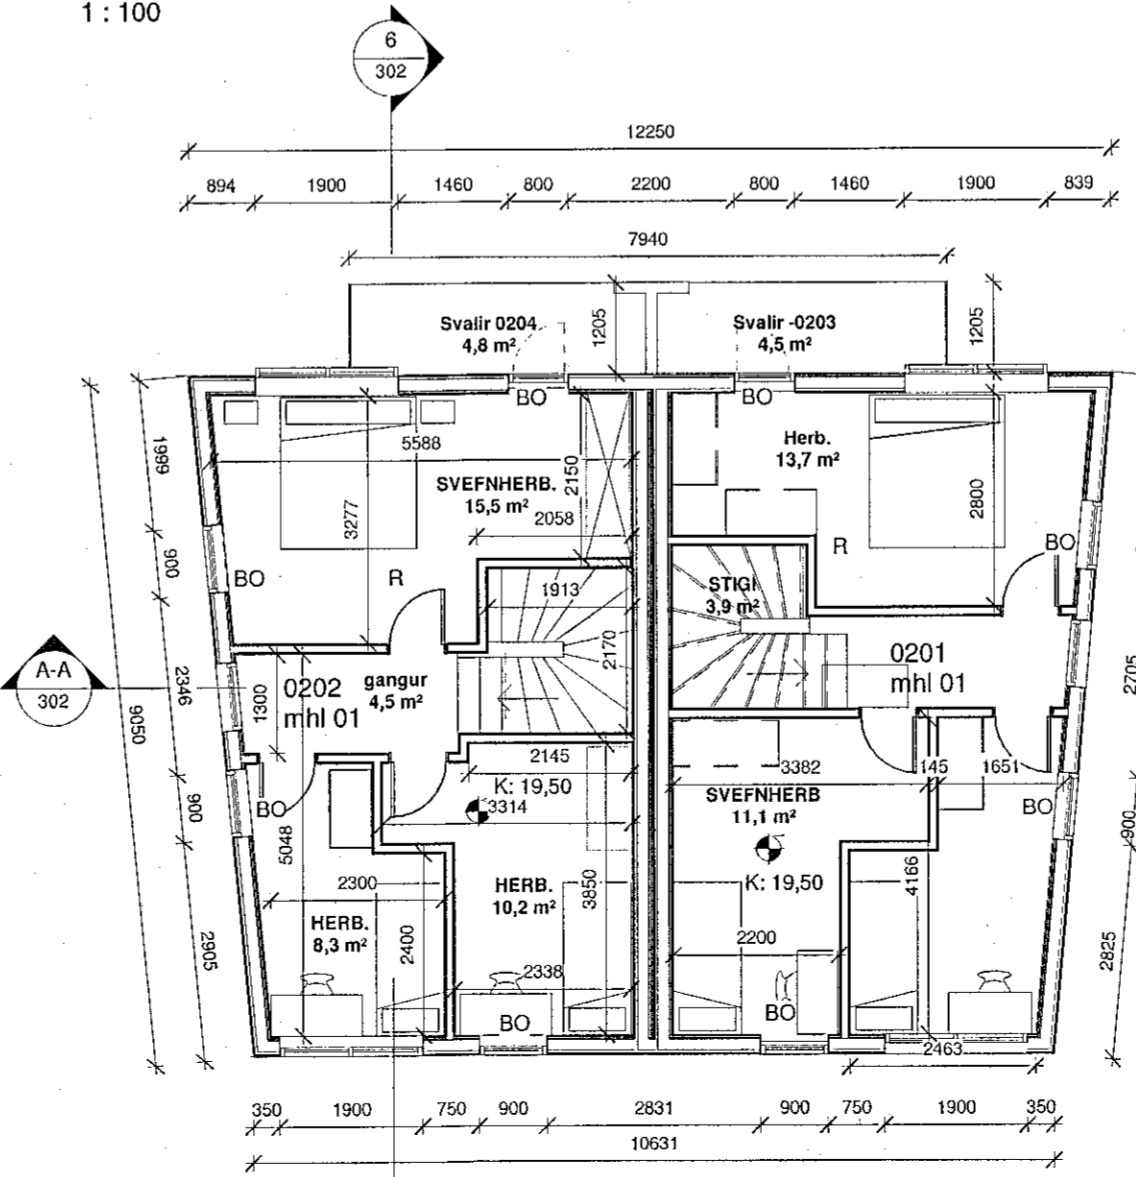 1 : 100
6
302
12250
894 1900 1460 800 2200 800 1460 1900 839
7940
Svalir 0204
4,8 m²
1205
Svalir -0203
4,5 m²
1205
BO
BO
5588
SVEFNHERB.
15,5 m²
2150
2058
3277
Herb.
13,7 m²
2800
1999
900
2346
900
2905
9050
BO
R
R
BO
1913
2170
STIGI
3,9 m²
A-A
302
1300
0202
mhl 01
gangur
4,5 m²
0201
mhl 01
2705
900
2825
2145
K: 19,50
3314
3382
145
1651
SVEFNHERB
11,1 m²
K: 19,50
BO
BO
5048
2300
HERB.
8,3 m²
2400
HERB.
10,2 m²
3850
2338
BO
2200
4166
BO
2463
350 1900 750 900 2831 900 750 1900 350
10631